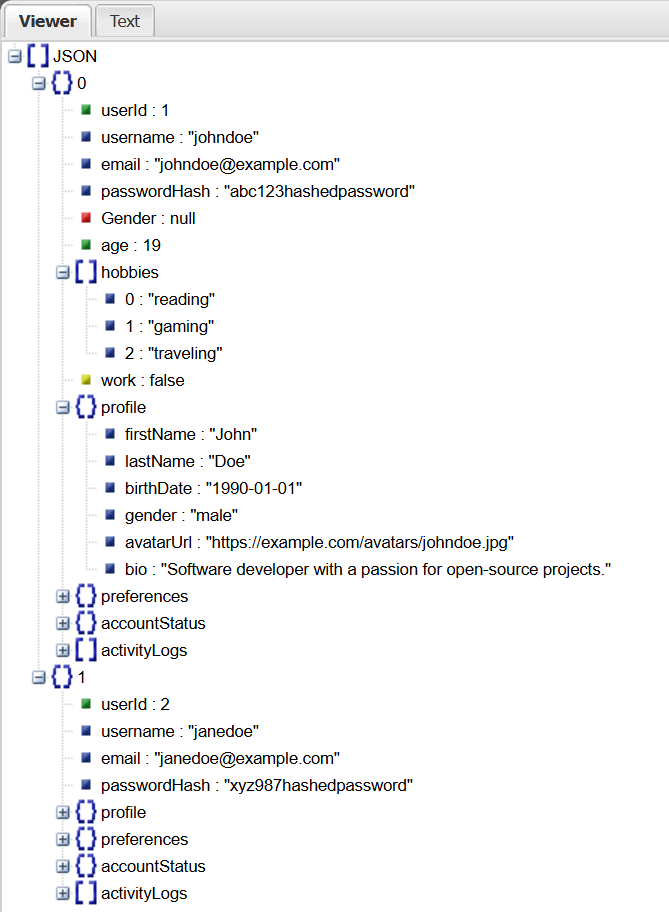 Viewer Text
JSON
0
userId : 1
username : "johndoe"
email : "johndoe@example.com"
passwordHash : "abc123hashedpassword"
Gender : null
age : 19
hobbies
0 : "reading"
1 : "gaming"
2 : "traveling"
work : false
profile
firstName : "John"
lastName : "Doe"
birthDate : "1990-01-01"
gender : "male"
avatarUrl : "https://example.com/avatars/johndoe.jpg"
bio : "Software developer with a passion for open-source projects."
preferences
accountStatus
activityLogs
1
userId : 2
username : "janedoe"
email : "janedoe@example.com"
passwordHash : "xyz987hashedpassword"
profile
preferences
accountStatus
activityLogs